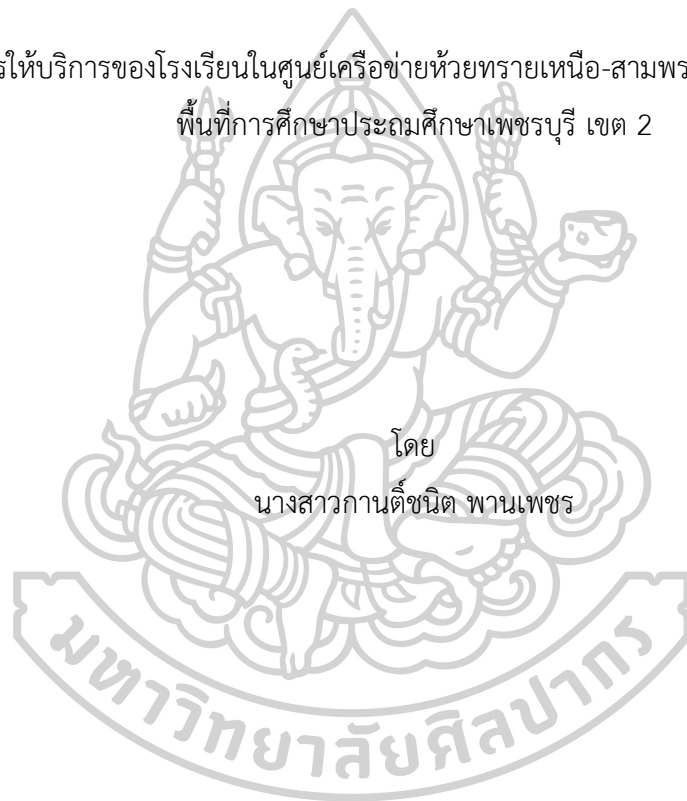 รให้บริการของโรงเรียนในศูนย์เครือข่ายห้วยทรายเหนือ-สามพร
พื้นที่การศึกษาประถมศึกษาเพชรบุรี เขต 2
โดย
นางสาวกานติ์ชนิต พานเพชร
มหาวิทยาลัยศิลปากร